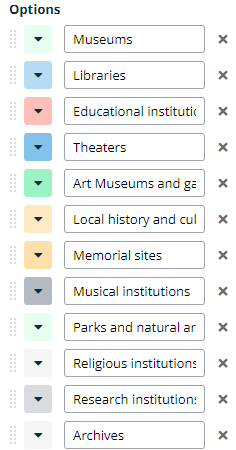 Options
Museums
Libraries
Educational institutic
Theaters
Art Museums and ga
Local history and cul
Memorial sites
Musical institutions
Parks and natural ar
Religious institutions
Research institutions
Archives